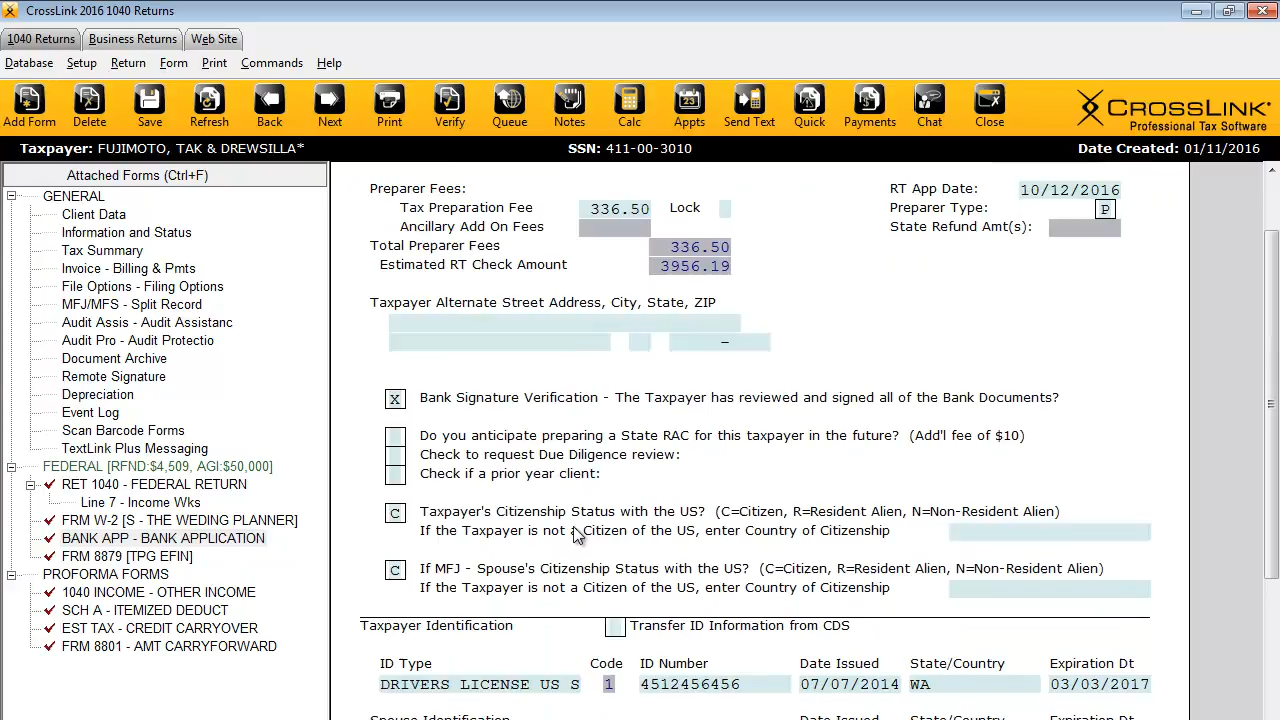 CrossLink 2016 1040 Returns
1040 Returns Business Returns Web Site
Database Setup Return Form Print Commands Help
Add Form Delete Save Refresh Back Next Print Verify Queue Notes Calc Appts Send Text Quick Payments Chat Close
CROSSLINK
Professional Tax Software
Taxpayer: FUJIMOTO, TAK & DREWSILLA* SSN: 411-00-3010 Date Created: 01/11/2016
Attached Forms (Ctrl+F)
GENERAL
Client Data
Information and Status
Tax Summary
Invoice - Billing & Pmts
File Options - Filing Options
MFJ/MFS - Split Record
Audit Assis - Audit Assistanc
Audit Pro - Audit Protectio
Document Archive
Remote Signature
Depreciation
Event Log
Scan Barcode Forms
TextLink Plus Messaging
FEDERAL [RFND:$4,509, AGI:$50,000]
RET 1040 - FEDERAL RETURN
Line 7 - Income Wks
FRM W-2 [S - THE WEDING PLANNER]
BANK APP - BANK APPLICATION
FRM 8879 [TPG EFIN]
PROFORMA FORMS
1040 INCOME - OTHER INCOME
SCH A - ITEMIZED DEDUCT
EST TAX - CREDIT CARRYOVER
FRM 8801 - AMT CARRYFORWARD
Preparer Fees: RT App Date: 10/12/2016
Tax Preparation Fee 336.50 Lock Preparer Type: P
Ancillary Add On Fees State Refund Amt(s):
Total Preparer Fees 336.50
Estimated RT Check Amount 3956.19
Taxpayer Alternate Street Address, City, State, ZIP
–
X Bank Signature Verification - The Taxpayer has reviewed and signed all of the Bank Documents?
Do you anticipate preparing a State RAC for this taxpayer in the future? (Add'l fee of $10)
Check to request Due Diligence review:
Check if a prior year client:
C Taxpayer's Citizenship Status with the US? (C=Citizen, R=Resident Alien, N=Non-Resident Alien)
If the Taxpayer is not a Citizen of the US, enter Country of Citizenship
C If MFJ - Spouse's Citizenship Status with the US? (C=Citizen, R=Resident Alien, N=Non-Resident Alien)
If the Taxpayer is not a Citizen of the US, enter Country of Citizenship
Taxpayer Identification Transfer ID Information from CDS
ID Type Code ID Number Date Issued State/Country Expiration Dt
DRIVERS LICENSE US S 1 4512456456 07/07/2014 WA 03/03/2017
Spouse Identification Date Issued State/Country Expiration Dt